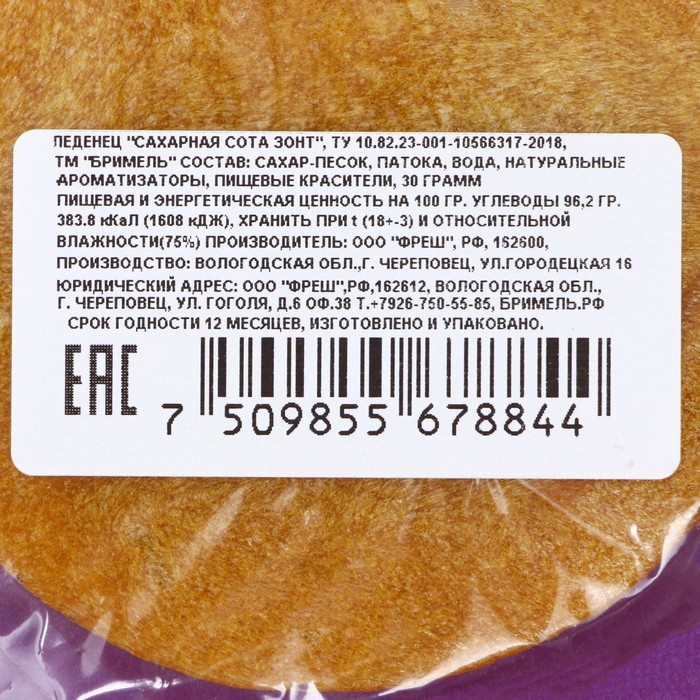 ЛЕДЕНЕЦ "САХАРНАЯ СОТА ЗОНТ", ТУ 10.82.23-001-10566317-2018,
ТМ "БРИМЕЛЬ" СОСТАВ: САХАР-ПЕСОК, ПАТОКА, ВОДА, НАТУРАЛЬНЫЕ
АРОМАТИЗАТОРЫ, ПИЩЕВЫЕ КРАСИТЕЛИ, 30 ГРАММ
ПИЩЕВАЯ И ЭНЕРГЕТИЧЕСКАЯ ЦЕННОСТЬ НА 100 ГР. УГЛЕВОДЫ 96,2 ГР.
383.8 кКаЛ (1608 кДЖ), ХРАНИТЬ ПРИ t (18+-3) И ОТНОСИТЕЛЬНОЙ
ВЛАЖНОСТИ(75%) ПРОИЗВОДИТЕЛЬ: ООО "ФРЕШ", РФ, 162600,
ПРОИЗВОДСТВО: ВОЛОГОДСКАЯ ОБЛ.,Г. ЧЕРЕПОВЕЦ, УЛ.ГОРОДЕЦКАЯ 16
ЮРИДИЧЕСКИЙ АДРЕС: ООО "ФРЕШ",РФ,162612, ВОЛОГОДСКАЯ ОБЛ.,
Г. ЧЕРЕПОВЕЦ, УЛ. ГОГОЛЯ, Д.6 ОФ.38 Т.+7926-750-55-85, БРИМЕЛЬ.РФ
СРОК ГОДНОСТИ 12 МЕСЯЦЕВ, ИЗГОТОВЛЕНО И УПАКОВАНО.
EAC
7 509855 678844